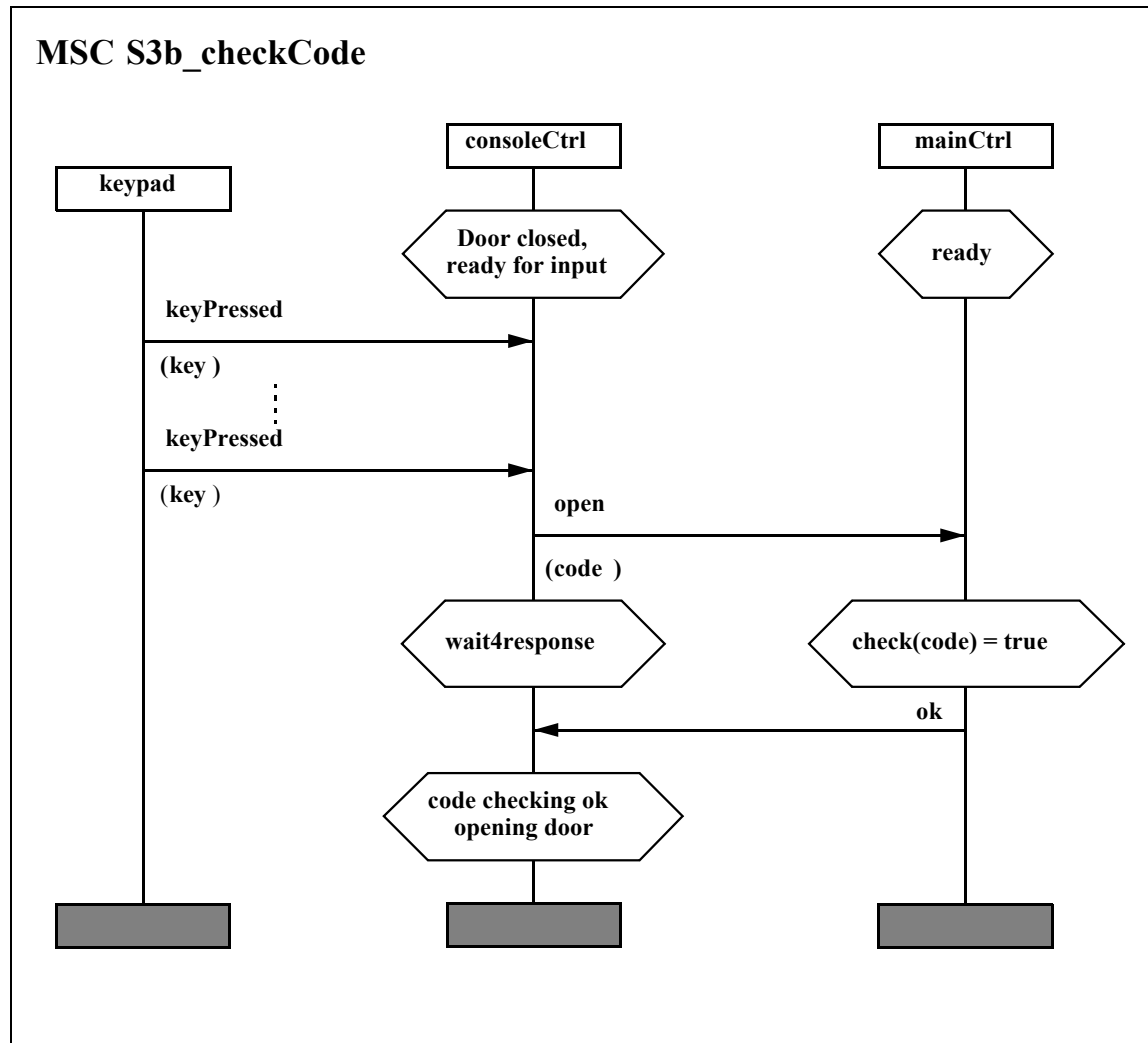 MSC S3b_checkCode
consoleCtrl
mainCtrl
keypad
Door closed,
ready for input
ready
keyPressed
(key )
keyPressed
(key )
open
(code )
wait4response
check(code) = true
ok
code checking ok
opening door